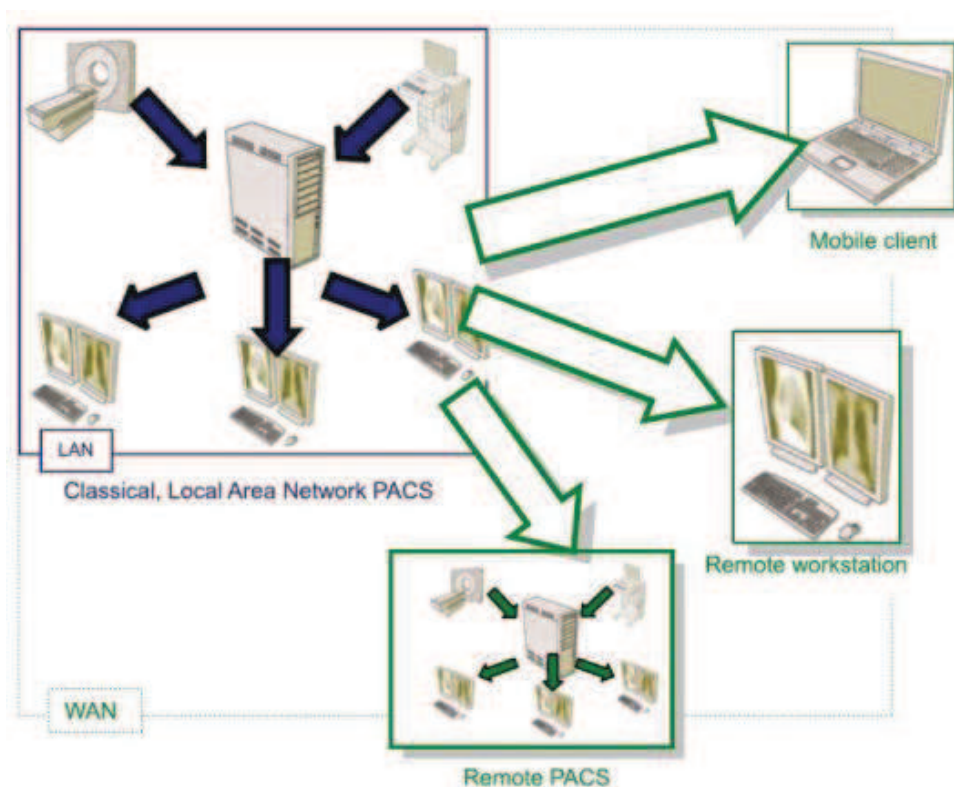 Mobile client
LAN
Classical, Local Area Network PACS
Remote workstation
WAN
Remote PACS